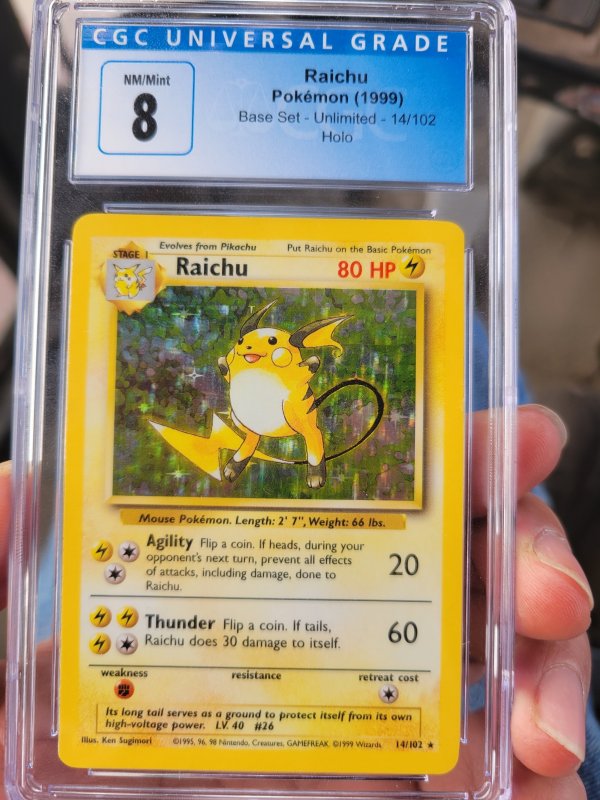 CGC UNIVERSAL GRADE
NM/Mint
8
Raichu
Pokémon (1999)
Base Set - Unlimited - 14/102
Holo
Evolves from Pikachu Put Raichu on the Basic Pokémon
STAGE 1
Raichu 80 HP
Mouse Pokémon. Length: 2' 7", Weight: 66 lbs.
Agility Flip a coin. If heads, during your
opponent's next turn, prevent all effects
of attacks, including damage, done to
Raichu.
20
Thunder Flip a coin. If tails,
Raichu does 30 damage to itself.
60
weakness resistance retreat cost
Its long tail serves as a ground to protect itself from its own
high-voltage power. LV. 40 #26
Illus. Ken Sugimori ©1995, 96, 98 Nintendo, Creatures, GAMEFREAK. ©1999 Wizards. 14/102 ★